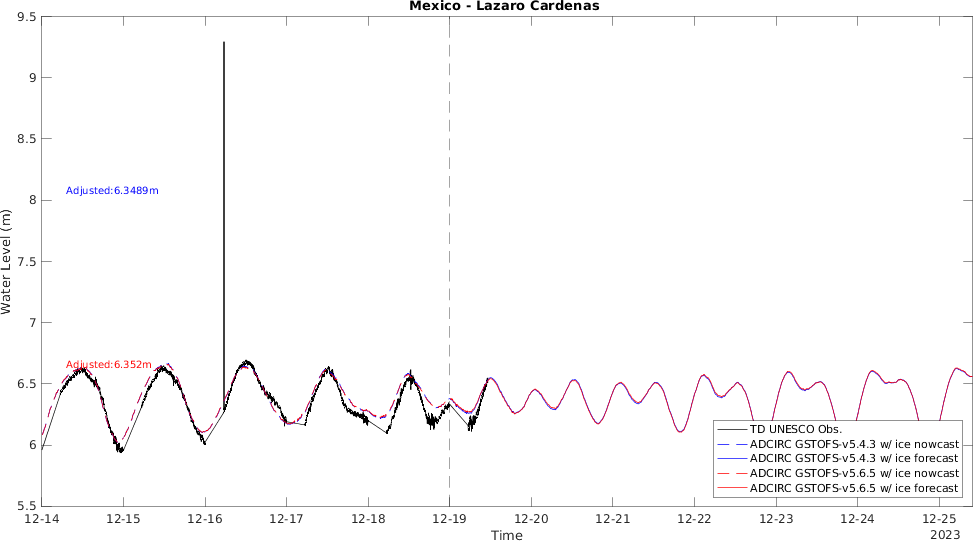 Mexico - Lazaro Cardenas
9.5
9
8.5
8
7.5
7
6.5
6
5.5
Water Level (m)
Adjusted:6.3489m
Adjusted:6.352m
TD UNESCO Obs.
ADCIRC GSTOFS-v5.4.3 w/ ice nowcast
ADCIRC GSTOFS-v5.4.3 w/ ice forecast
ADCIRC GSTOFS-v5.6.5 w/ ice nowcast
ADCIRC GSTOFS-v5.6.5 w/ ice forecast
12-14 12-15 12-16 12-17 12-18 12-19 12-20 12-21 12-22 12-23 12-24 12-25
Time
2023